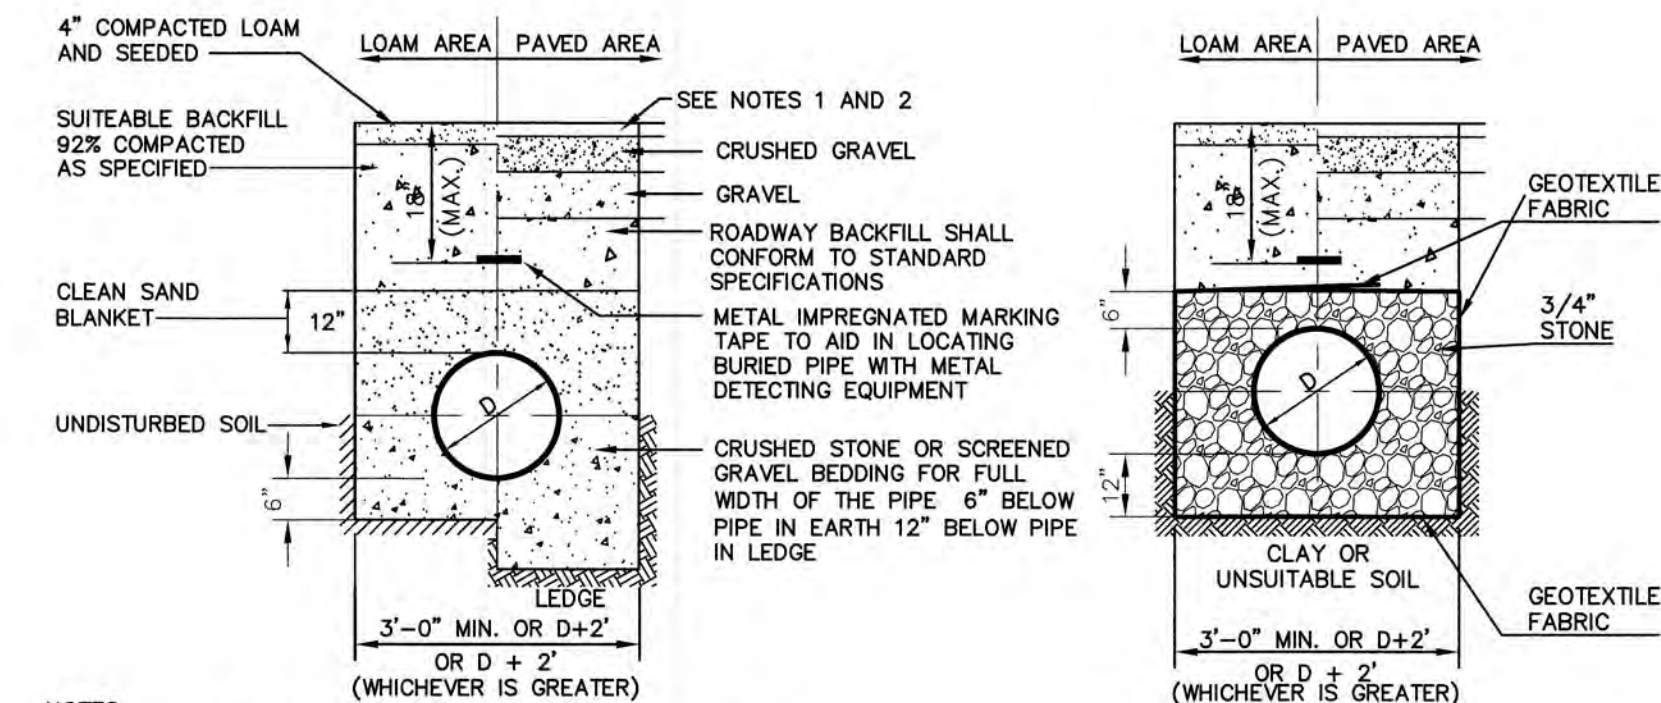 4" COMPACTED LOAM
AND SEEDED
SUITEABLE BACKFILL
92% COMPACTED
AS SPECIFIED
CLEAN SAND
BLANKET
UNDISTURBED SOIL
LOAM AREA
PAVED AREA
18"
(MAX.)
12"
D
6"
SEE NOTES 1 AND 2
CRUSHED GRAVEL
GRAVEL
ROADWAY BACKFILL SHALL
CONFORM TO STANDARD
SPECIFICATIONS
METAL IMPREGNATED MARKING
TAPE TO AID IN LOCATING
BURIED PIPE WITH METAL
DETECTING EQUIPMENT
CRUSHED STONE OR SCREENED
GRAVEL BEDDING FOR FULL
WIDTH OF THE PIPE 6" BELOW
PIPE IN EARTH 12" BELOW PIPE
IN LEDGE
LEDGE
3'-0" MIN. OR D+2'
OR D + 2'
(WHICHEVER IS GREATER)
LOAM AREA
PAVED AREA
18"
(MAX.)
6"
D
12"
GEOTEXTILE
FABRIC
3/4"
STONE
CLAY OR
UNSUITABLE SOIL
GEOTEXTILE
FABRIC
3'-0" MIN. OR D+2'
OR D + 2'
(WHICHEVER IS GREATER)